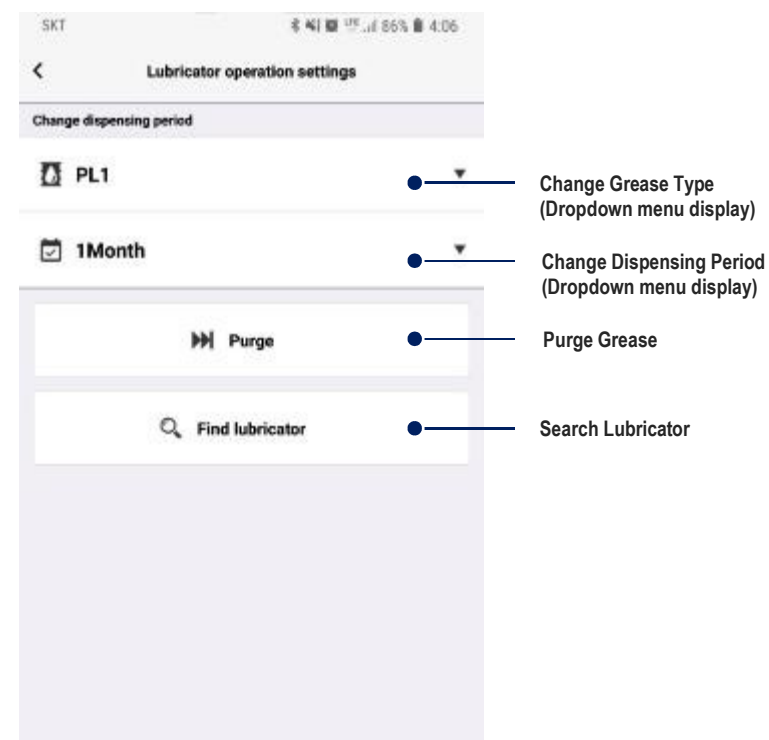 SKT 86% 4:06
Lubricator operation settings
Change dispensing period
PL1
Change Grease Type
(Dropdown menu display)
1Month
Change Dispensing Period
(Dropdown menu display)
Purge
Purge Grease
Find lubricator
Search Lubricator